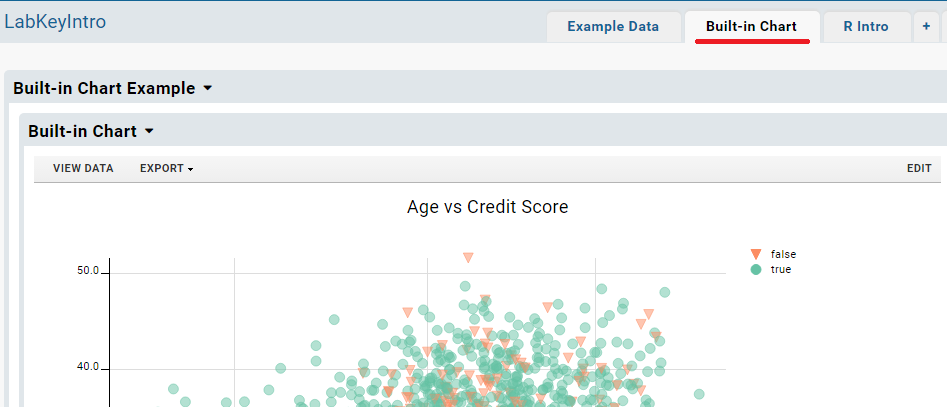 LabKeyIntro
Example Data
Built-in Chart
R Intro
+
Built-in Chart Example
Built-in Chart
VIEW DATA EXPORT EDIT
Age vs Credit Score
false
true
50.0
40.0